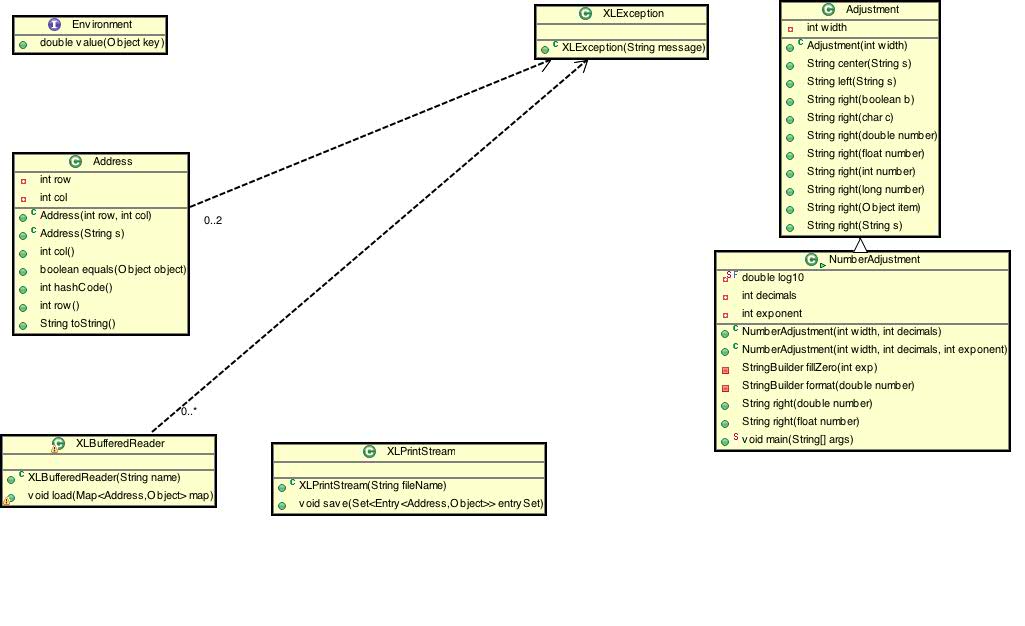 Environment
double value(Object key)
XLException
XLException(String message)
Adjustment
int width
Adjustment(int width)
String center(String s)
String left(String s)
String right(boolean b)
String right(char c)
String right(double number)
String right(float number)
String right(int number)
String right(long number)
String right(Object item)
String right(String s)
Address
int row
int col
Address(int row, int col)
Address(String s)
int col()
boolean equals(Object object)
int hashCode()
int row()
String toString()
0..2
NumberAdjustment
double log10
int decimals
int exponent
NumberAdjustment(int width, int decimals)
NumberAdjustment(int width, int decimals, int exponent)
StringBuilder fillZero(int exp)
StringBuilder format(double number)
String right(double number)
String right(float number)
void main(String[] args)
0..*
XLBufferedReader
XLBufferedReader(String name)
void load(Map<Address,Object> map)
XLPrintStream
XLPrintStream(String fileName)
void save(Set<Entry<Address,Object>> entrySet)